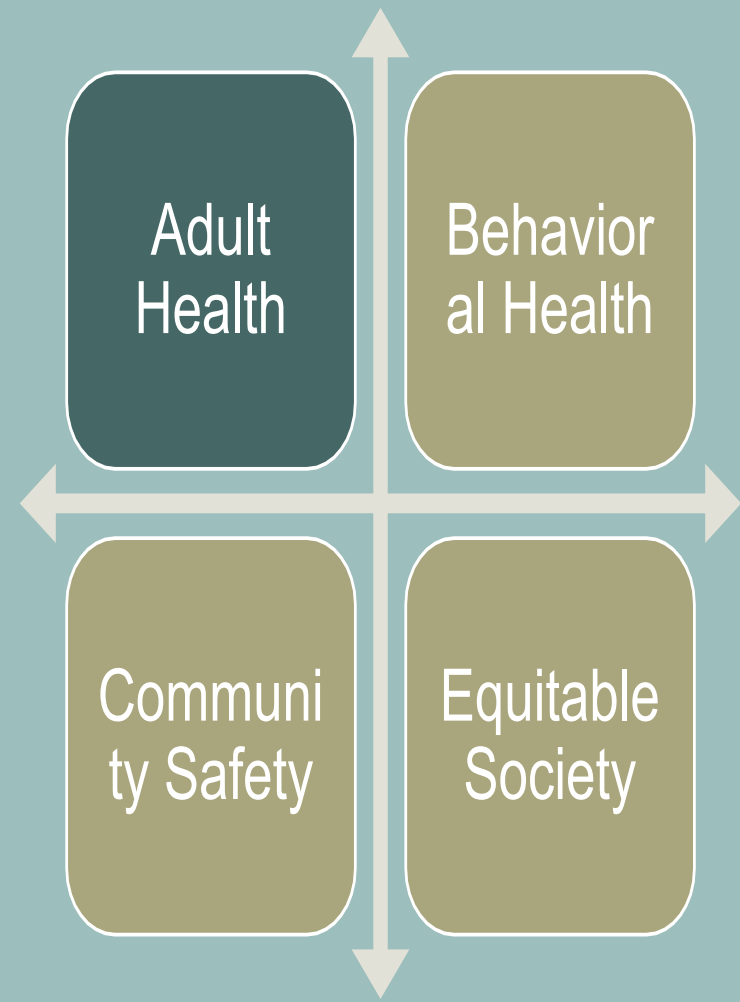 Adult
Health
Behavior
al Health
Communi
ty Safety
Equitable
Society